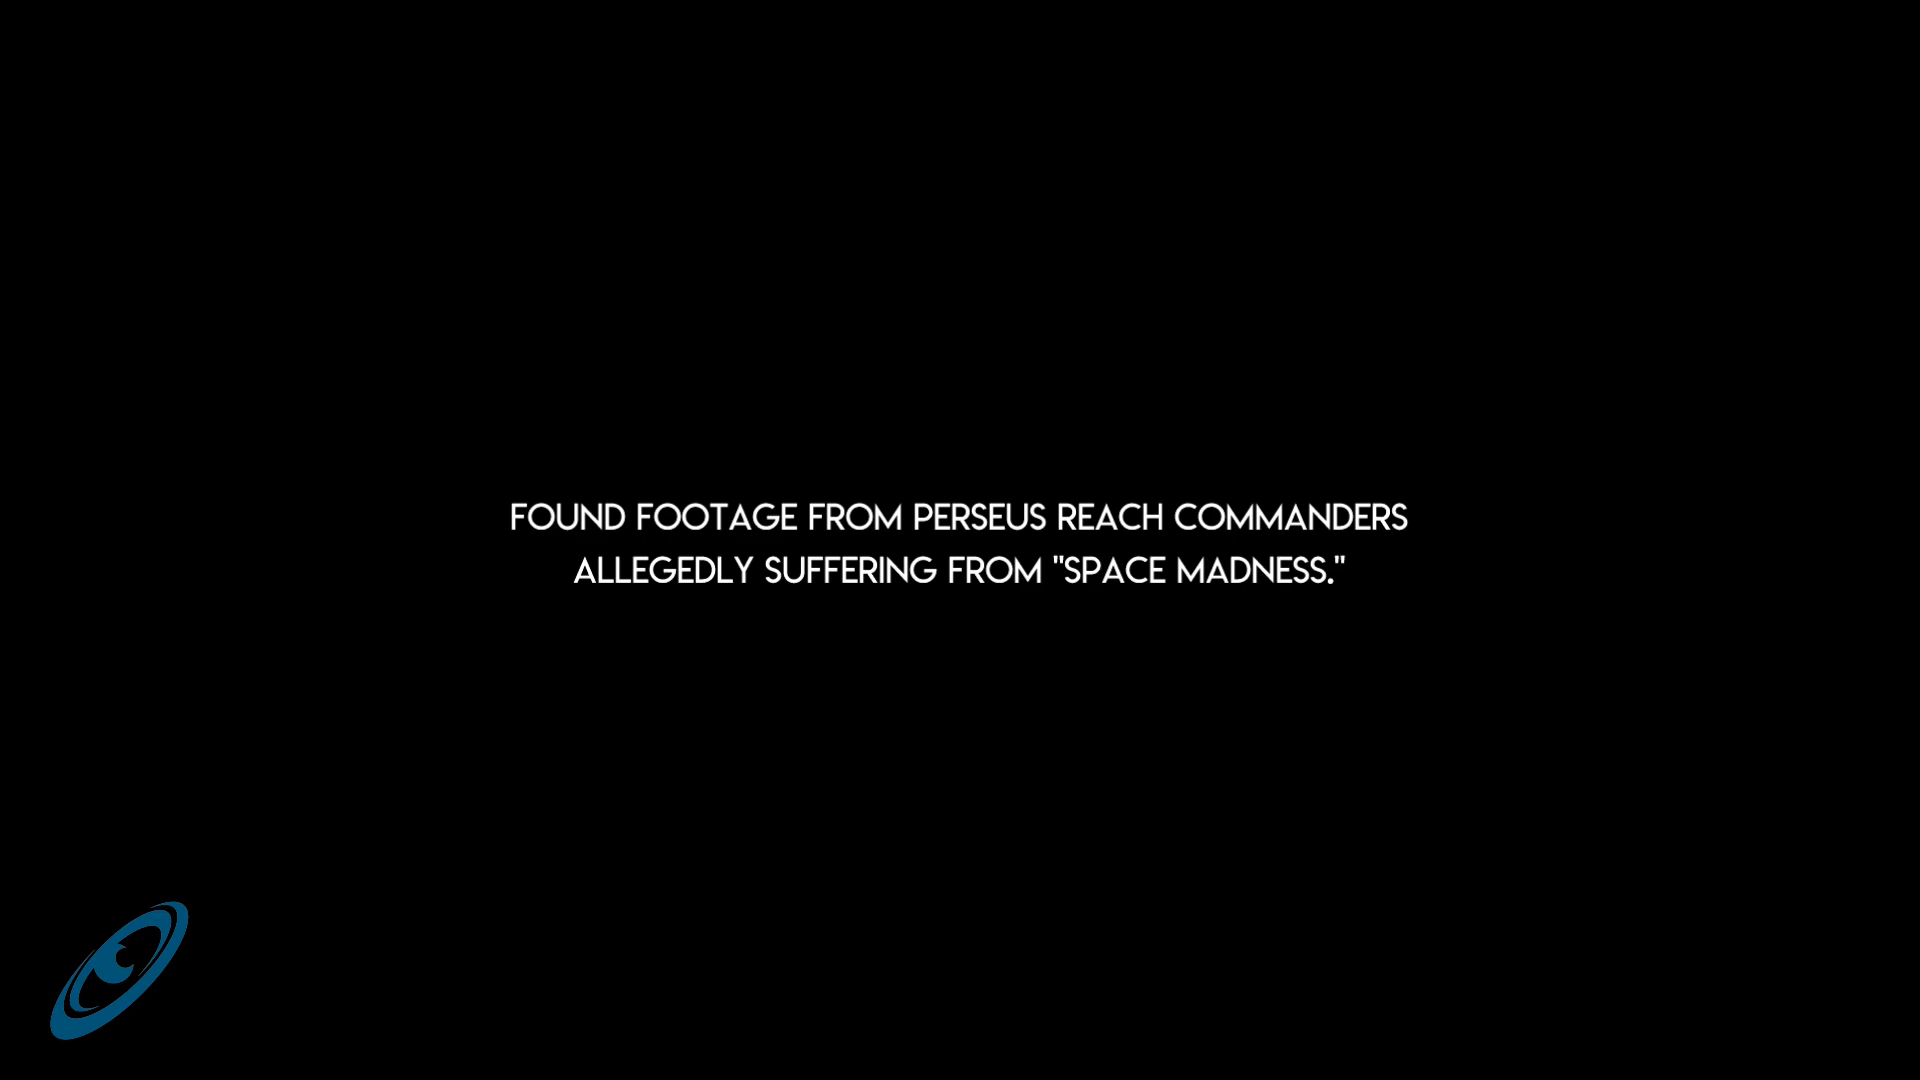 FOUND FOOTAGE FROM PERSEUS REACH COMMANDERS
ALLEGEDLY SUFFERING FROM "SPACE MADNESS."